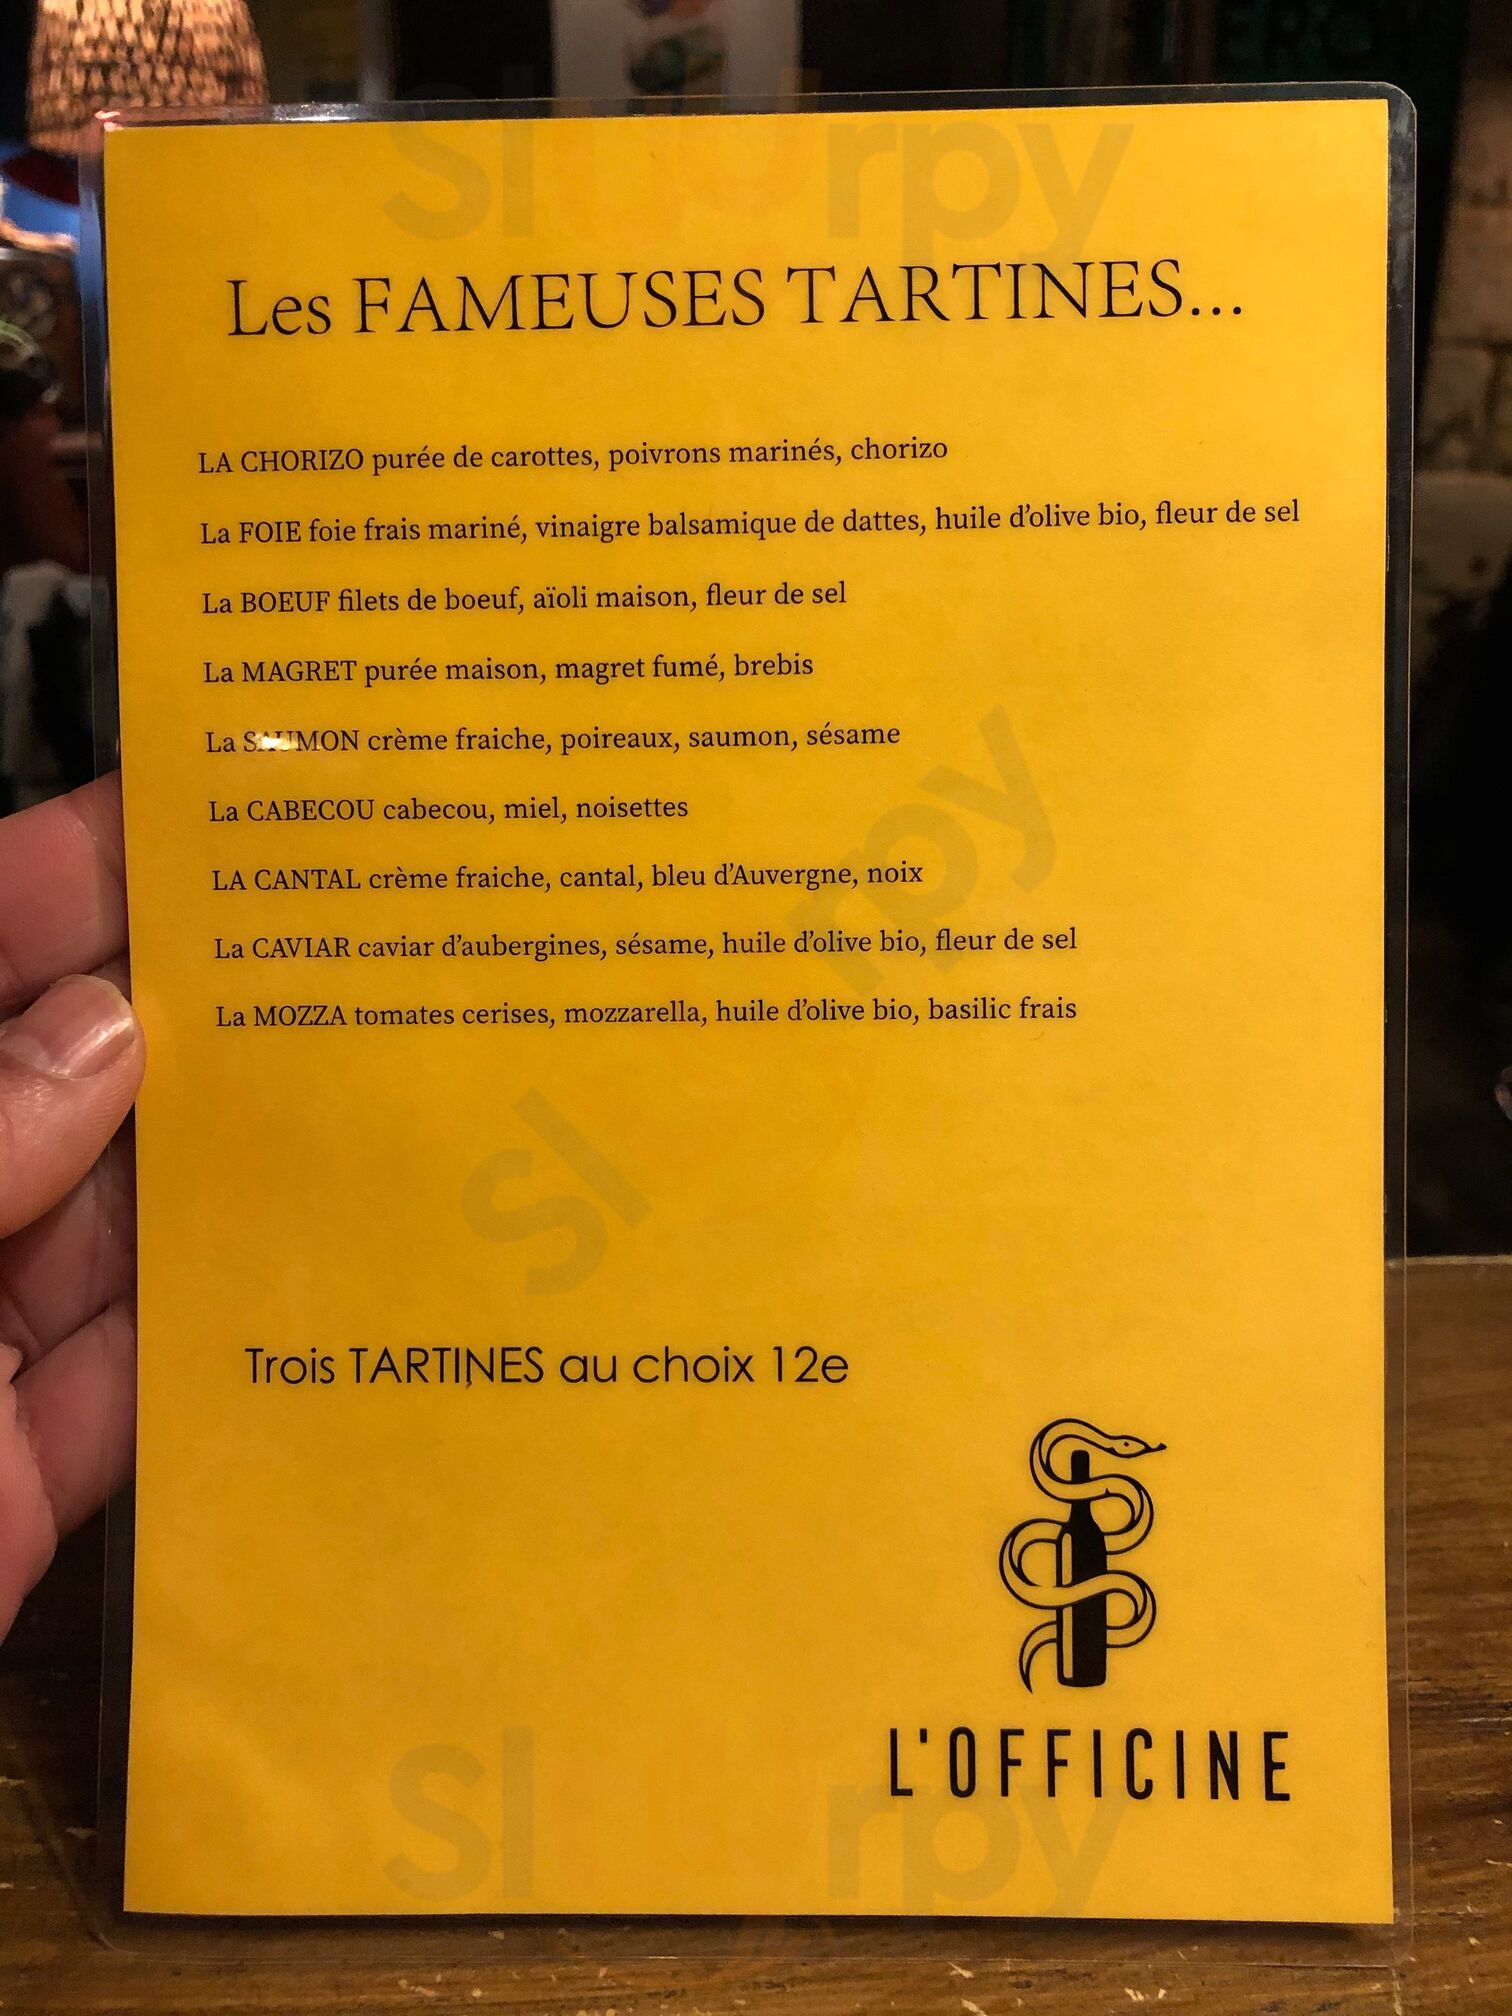 Les FAMEUSES TARTINES...
LA CHORIZO purée de carottes, poivrons marinés, chorizo
La FOIE foie frais mariné, vinaigre balsamique de dattes, huile d'olive bio, fleur de sel
La BOEUF filets de boeuf, aïoli maison, fleur de sel
La MAGRET purée maison, magret fumé, brebis
La SAUMON crème fraiche, poireaux, saumon, sésame
La CABECOU cabecou, miel, noisettes
LA CANTAL crème fraiche, cantal, bleu d'Auvergne, noix
La CAVIAR caviar d'aubergines, sésame, huile d'olive bio, fleur de sel
La MOZZA tomates cerises, mozzarella, huile d'olive bio, basilic frais
Trois TARTINES au choix 12e
L'OFFICINE